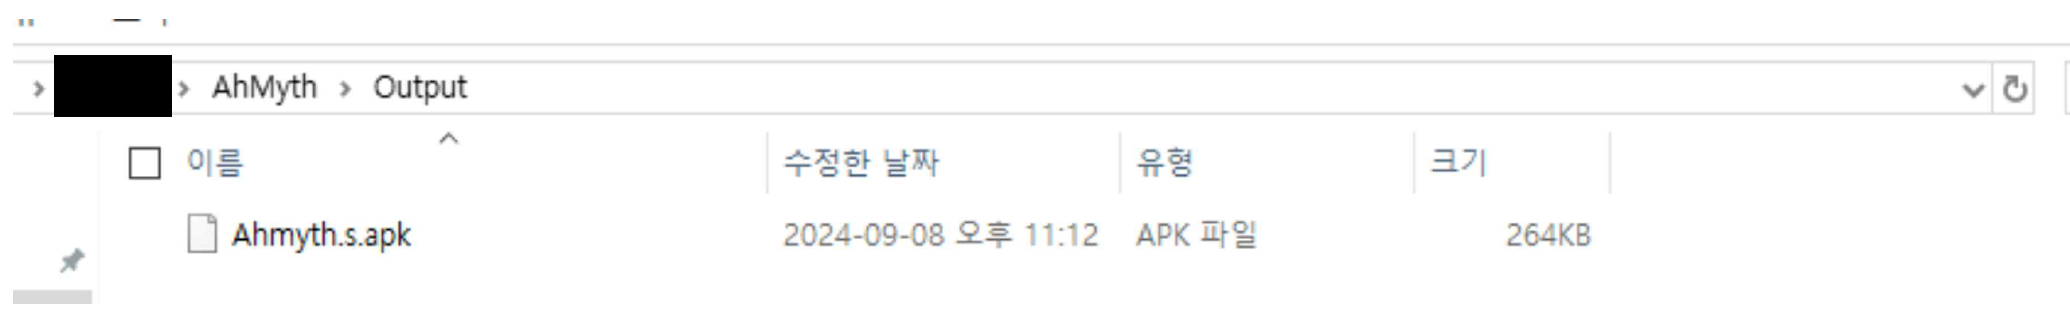 AhMyth > Output
이름 수정한 날짜 유형 크기
Ahmyth.s.apk 2024-09-08 오후 11:12 APK 파일 264KB